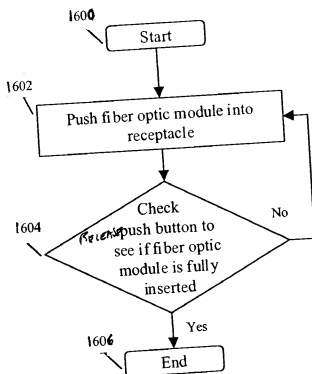 1600
Start
1602
Push fiber optic module into
receptacle
Check
RELEASE push button to
see if fiber optic
module is fully
inserted
No
1604
Yes
1606
End